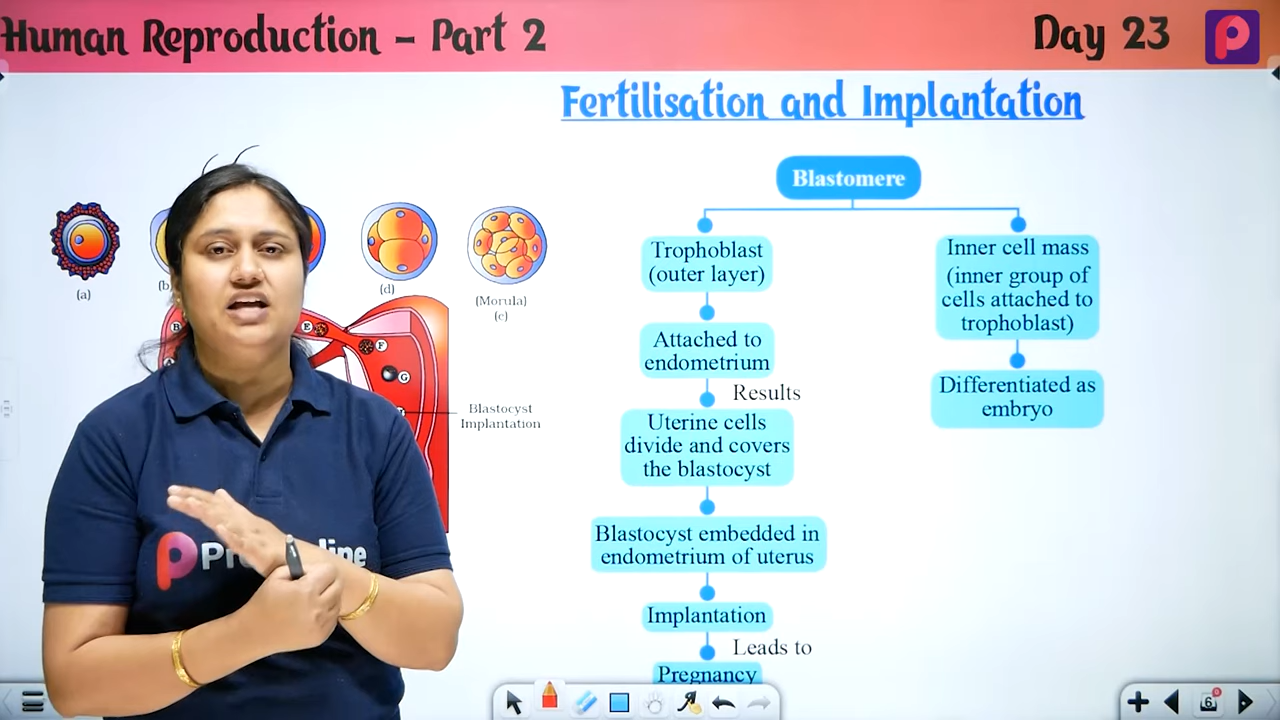 Human Reproduction – Part 2
Day 23
Fertilisation and Implantation
(a)
(b
(d)
(Morula)
(c)
B
E
F
G
Blastocyst
Implantation
Blastomere
Trophoblast
(outer layer)
Attached to
endometrium
Results
Uterine cells
divide and covers
the blastocyst
Blastocyst embedded in
endometrium of uterus
Implantation
Leads to
Pregnancy
Inner cell mass
(inner group of
cells attached to
trophoblast)
Differentiated as
embryo
6